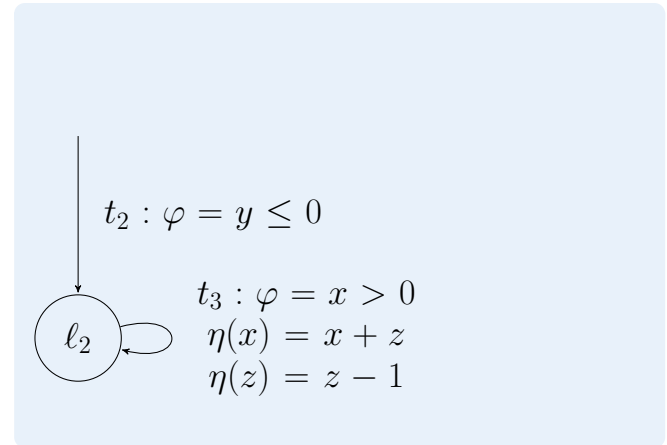 t₂ : φ = y ≤ 0
t₃ : φ = x > 0
η(x) = x + z
ℓ₂
η(z) = z − 1